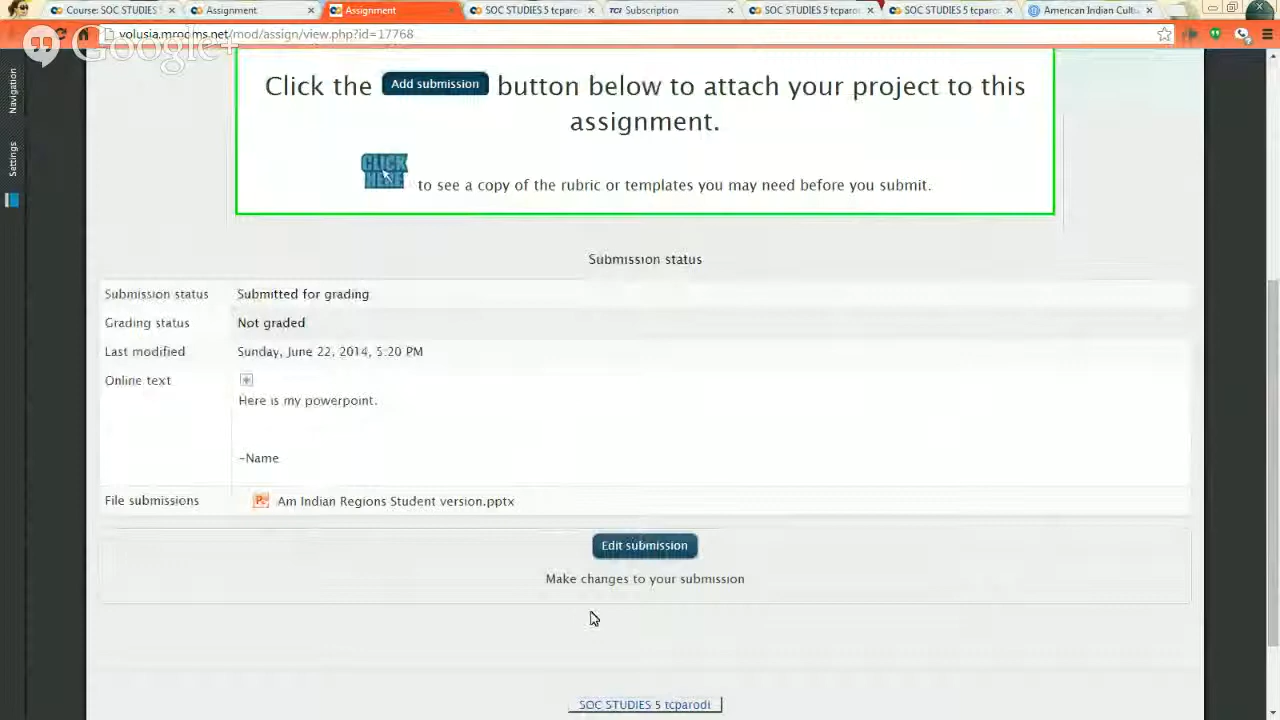 Course: SOC STUDIES 5
Assignment
Assignment
SOC STUDIES 5 tcparo
TCI Subscription
SOC STUDIES 5 tcparo
SOC STUDIES 5 tcparo
American Indian Cultu
volusia.mrooms.net/mod/assign/view.php?id=17768
Google+
Navigation
Settings
Click the Add submission button below to attach your project to this
assignment.
CLICK
HERE
to see a copy of the rubric or templates you may need before you submit.
Submission status
Submission status Submitted for grading
Grading status Not graded
Last modified Sunday, June 22, 2014, 5:20 PM
Online text
Here is my powerpoint.
-Name
File submissions Am Indian Regions Student version.pptx
Edit submission
Make changes to your submission
SOC STUDIES 5 tcparodi